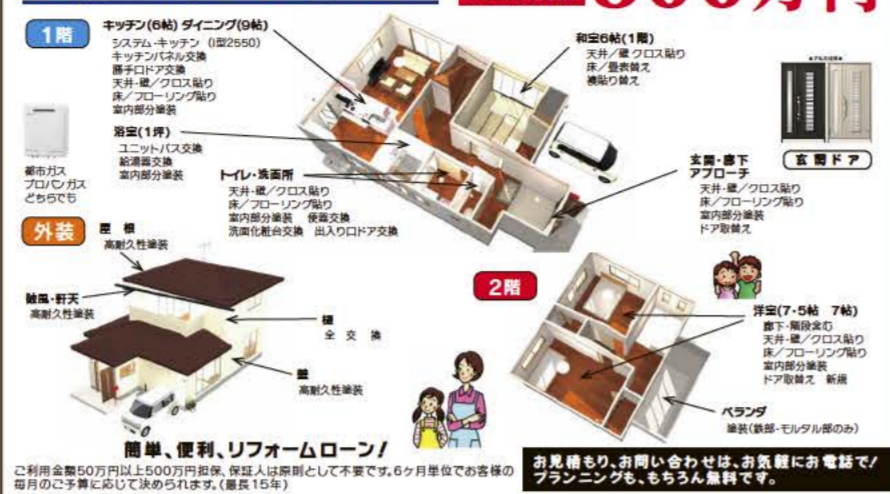 1階
キッチン(6帖) ダイニング(9帖)
システム・キッチン (I型2550)
キッチンパネル交換
勝手口ドア交換
天井・壁/クロス貼り
床/フローリング貼り
室内部分塗装
浴室(1坪)
ユニットバス交換
給湯器交換
室内部分塗装
都市ガス
プロパンガス
どちらでも
トイレ・洗面所
天井・壁/クロス貼り
床/フローリング貼り
室内部分塗装 便器交換
洗面化粧台交換 出入り口ドア交換
和室6帖(1階)
天井/壁 クロス貼り
床/畳表替え
襖貼り替え
玄関ドア
玄関・廊下
アプローチ
天井・壁/クロス貼り
床/フローリング貼り
室内部分塗装
ドア取替え
外装
屋 根
高耐久性塗装
破風・軒天
高耐久性塗装
樋
全 交 換
壁
高耐久性塗装
2階
洋室(7・5帖 7帖)
廊下・階段含む
天井・壁/クロス貼り
床/フローリング貼り
室内部分塗装
ドア取替え 新規
ベランダ
塗装(鉄部・モルタル部のみ)
簡単、便利、リフォームローン!
ご利用金額50万円以上500万円担保、保証人は原則として不要です。6ヶ月単位でお客様の
毎月のご予算に応じて決められます。(最長15年)
お見積もり、お問い合わせは、お気軽にお電話で!
プランニングも、もちろん無料です。